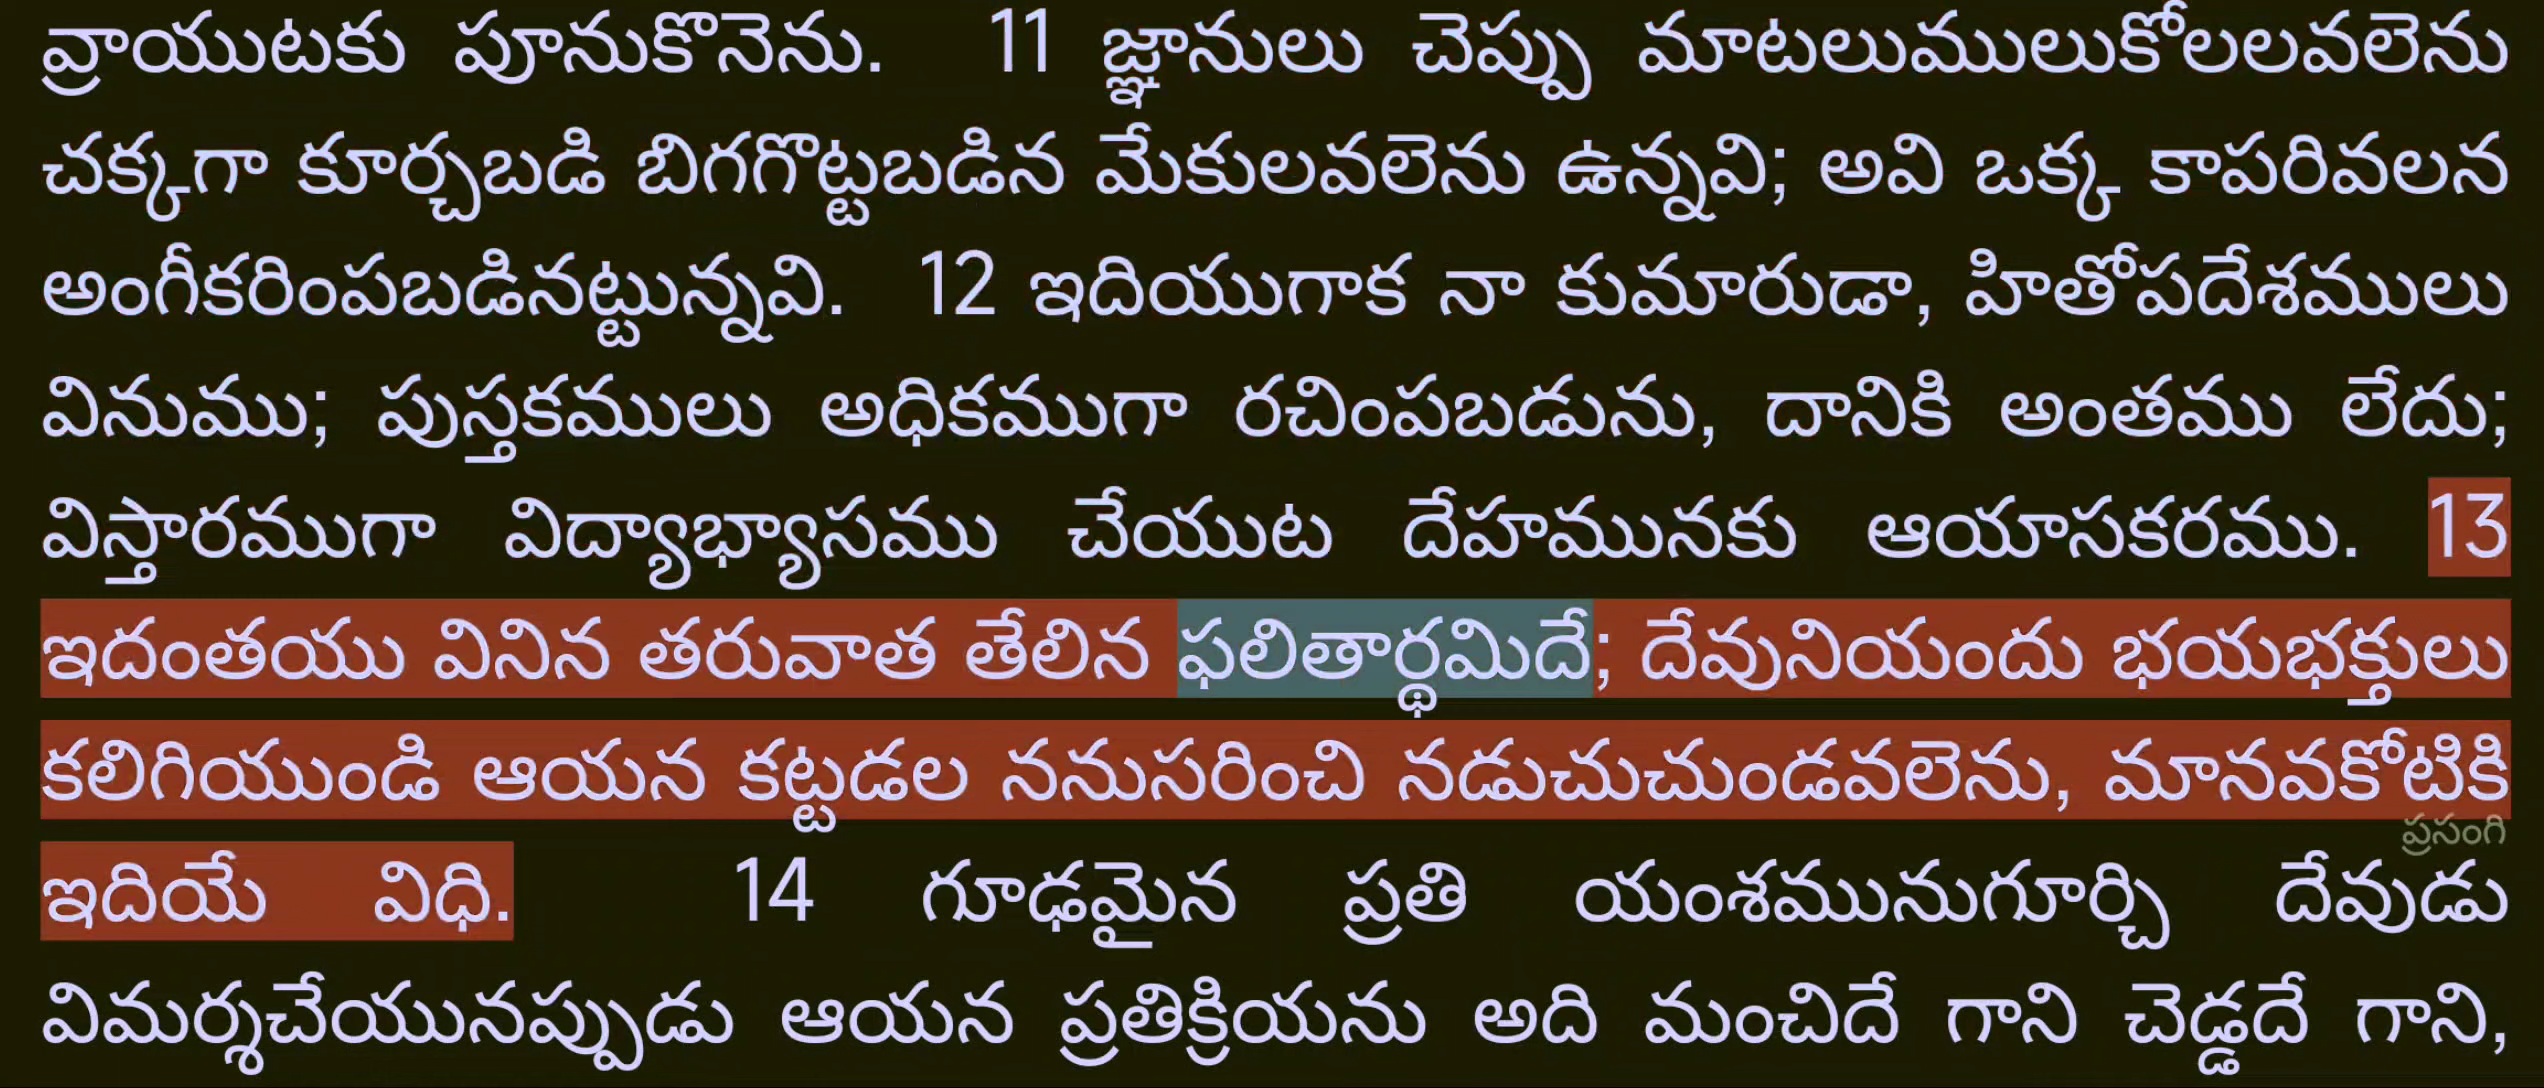 వ్రాయుటకు పూనుకొనెను. 11 జ్ఞానులు చెప్పు మాటలుములుకోలలవలెను
చక్కగా కూర్చబడి బిగగొట్టబడిన మేకులవలెను ఉన్నవి; అవి ఒక్క కాపరివలన
అంగీకరింపబడినట్టున్నవి. 12 ఇదియుగాక నా కుమారుడా, హితోపదేశములు
వినుము; పుస్తకములు అధికముగా రచింపబడును, దానికి అంతము లేదు;
విస్తారముగా విద్యాభ్యాసము చేయుట దేహమునకు ఆయాసకరము. 13
ఇదంతయు వినిన తరువాత తేలిన ఫలితార్థమిదే; దేవునియందు భయభక్తులు
కలిగియుండి ఆయన కట్టడల ననుసరించి నడుచుచుండవలెను, మానవకోటికి
ప్రసంగి
ఇదియే విధి. 14 గూఢమైన ప్రతి యంశమునుగూర్చి దేవుడు
విమర్శచేయునప్పుడు ఆయన ప్రతిక్రియను అది మంచిదే గాని చెడ్డదే గాని,